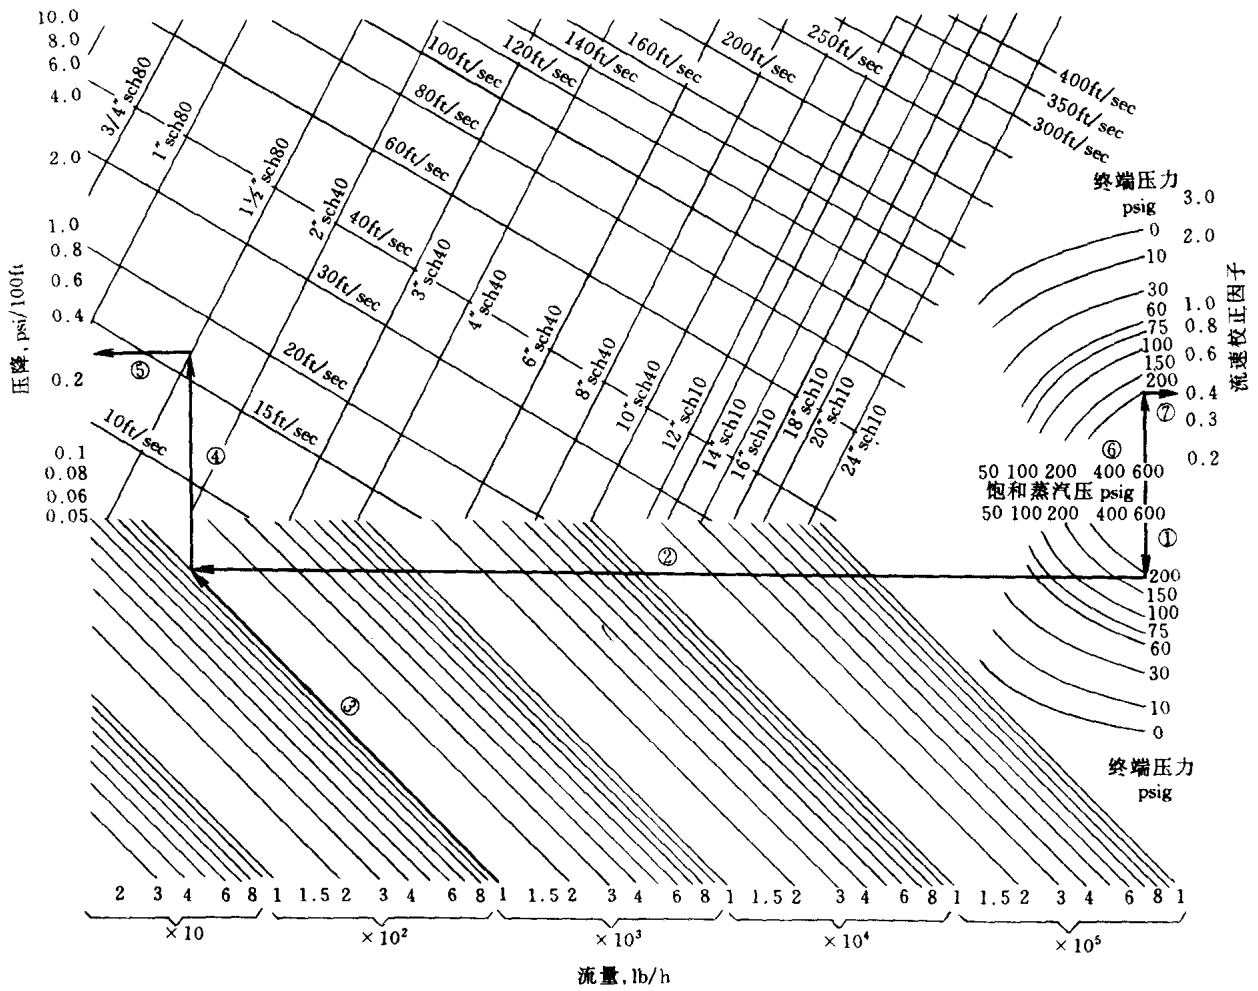 10.0
8.0
6.0
4.0
2.0
1.0
0.8
0.6
0.4
0.2
0.1
0.08
0.06
0.05
压降, psi/100ft
3/4"sch80
1"sch80
1½"sch80
2"sch40
3"sch40
4"sch40
6"sch40
8"sch40
10"sch40
12"sch10
14"sch10
16"sch10
18"sch10
20"sch10
24"sch10
10ft/sec
15ft/sec
20ft/sec
30ft/sec
40ft/sec
60ft/sec
80ft/sec
100ft/sec
120ft/sec
140ft/sec
160ft/sec
200ft/sec
250ft/sec
400ft/sec
350ft/sec
300ft/sec
终端压力
psig
0
10
30
60
75
100
150
200
3.0
2.0
1.0
0.8
0.6
0.4
0.3
0.2
流速校正因子
⑦
⑥
50 100 200 400 600
饱和蒸汽压 psig
50 100 200 400 600
①
②
③
④
⑤
200
150
100
75
60
30
10
0
终端压力
psig
2 3 4 6 8 1 1.5 2 3 4 6 8 1 1.5 2 3 4 6 8 1 1.5 2 3 4 6 8 1 1.5 2 3 4 6 8 1
×10 ×10² ×10³ ×10⁴ ×10⁵
流量, lb/h